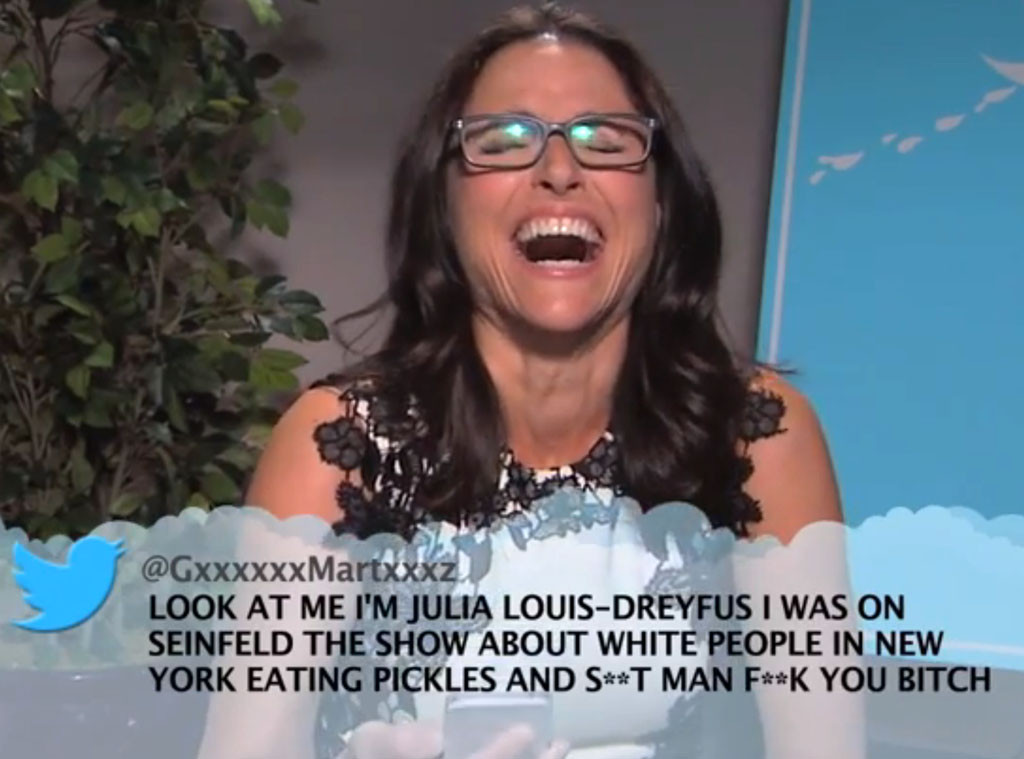 @GxxxxxxMartxxxz
LOOK AT ME I'M JULIA LOUIS-DREYFUS I WAS ON
SEINFELD THE SHOW ABOUT WHITE PEOPLE IN NEW
YORK EATING PICKLES AND S**T MAN F**K YOU BITCH